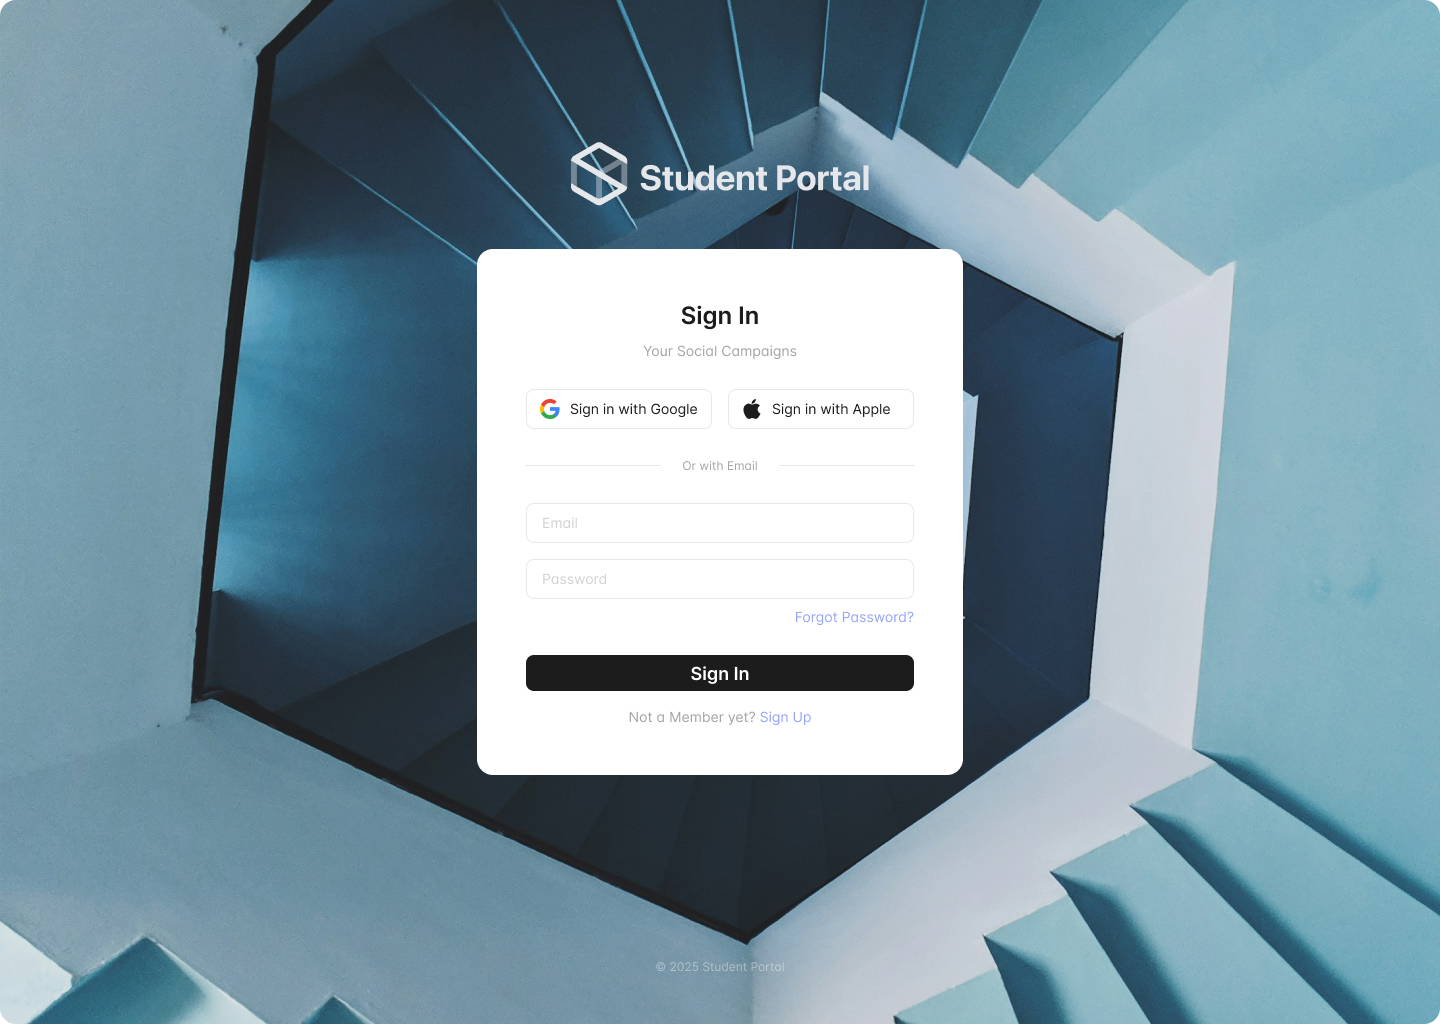 Student Portal
Sign In
Your Social Campaigns
Sign in with Google
Sign in with Apple
Or with Email
Email
Password
Forgot Password?
Sign In
Not a Member yet? Sign Up
© 2025 Student Portal